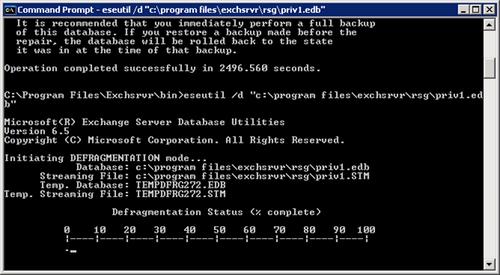 Command Prompt - eseutil /d "c:\program files\exchsrvr\rsg\priv1.edb"
It is recommended that you immediately perform a full backup
of this database. If you restore a backup made before the
repair, the database will be rolled back to the state
it was in at the time of that backup.
Operation completed successfully in 2496.560 seconds.
C:\Program Files\Exchsrvr\bin>eseutil /d "c:\program files\exchsrvr\rsg\priv1.ed
b"
Microsoft(R) Exchange Server Database Utilities
Version 6.5
Copyright (C) Microsoft Corporation. All Rights Reserved.
Initiating DEFRAGMENTATION mode...
Database: c:\program files\exchsrvr\rsg\priv1.edb
Streaming File: c:\program files\exchsrvr\rsg\priv1.STM
Temp. Database: TEMPDFRG272.EDB
Temp. Streaming File: TEMPDFRG272.STM
Defragmentation Status (% complete)
0 10 20 30 40 50 60 70 80 90 100
|----|----|----|----|----|----|----|----|----|----|
.